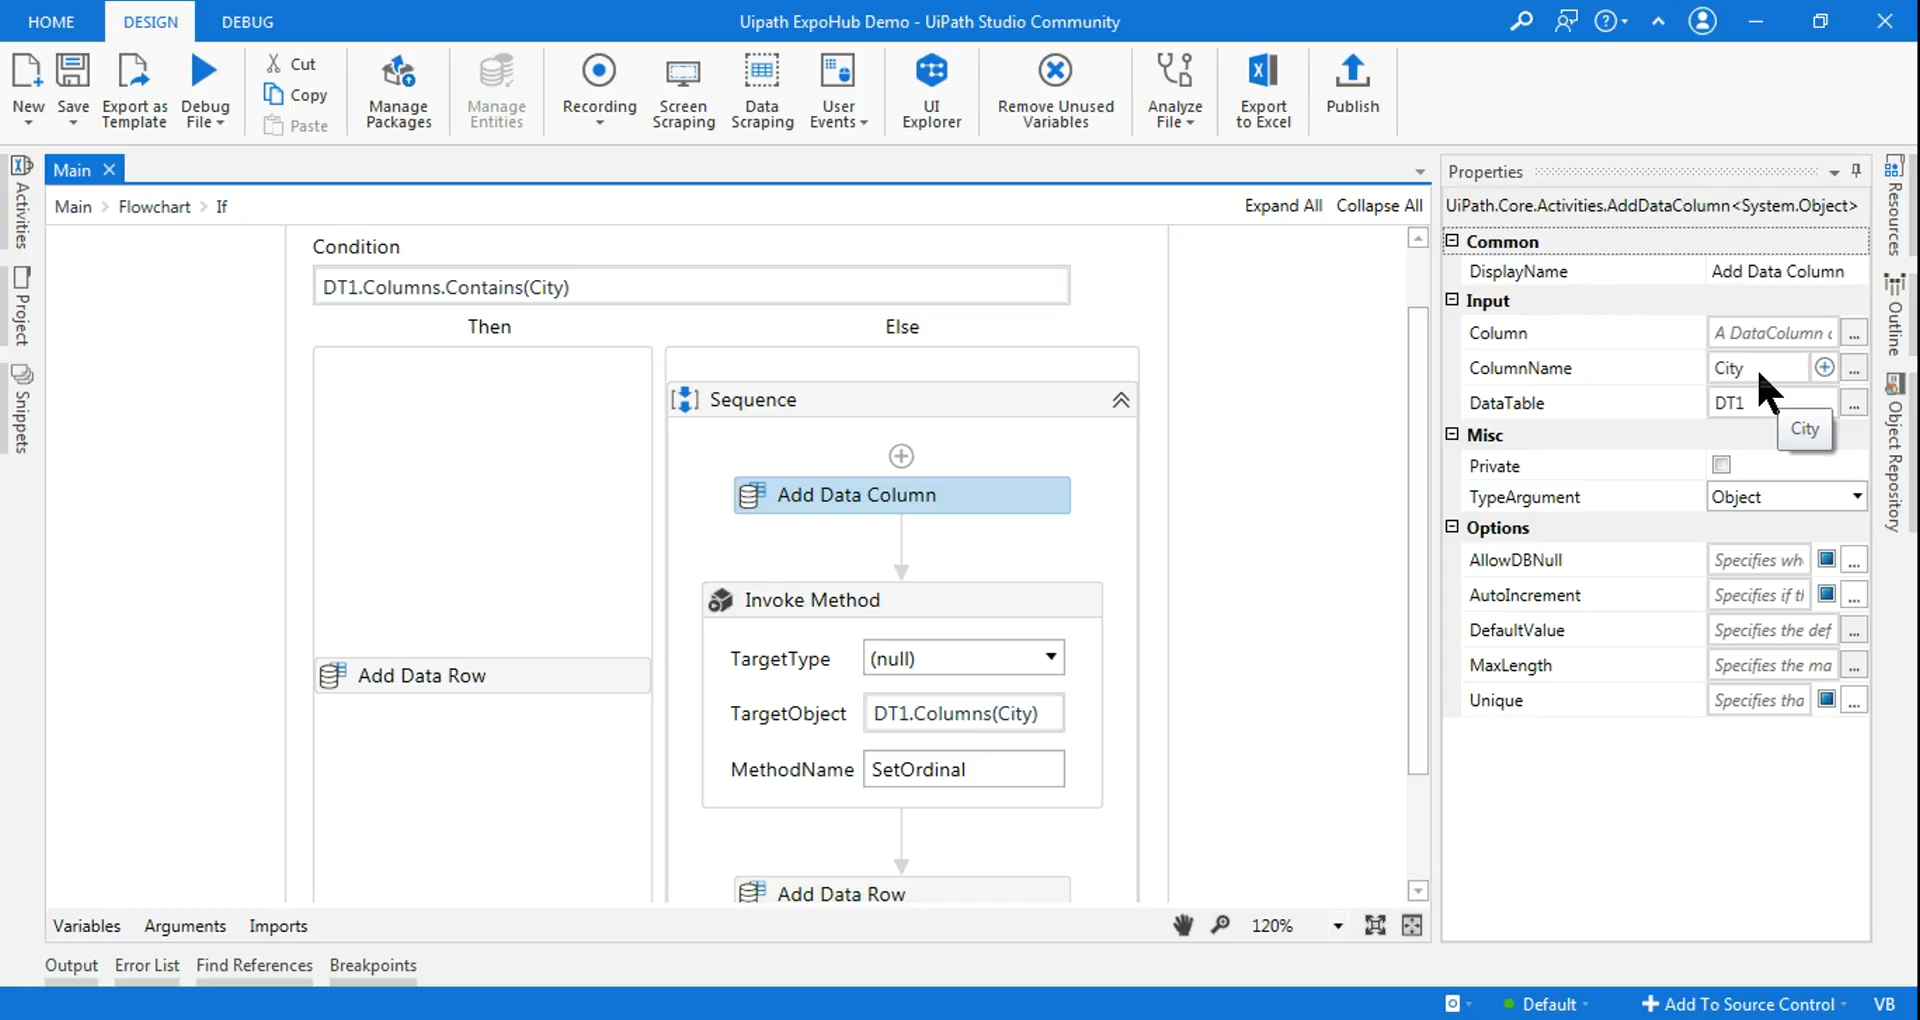 HOME DESIGN DEBUG Uipath ExpoHub Demo - UiPath Studio Community
New Save Export as Template Debug File Cut Copy Paste Manage Packages Manage Entities Recording Screen Scraping Data Scraping User Events UI Explorer Remove Unused Variables Analyze File Export to Excel Publish
Activities
Project
Snippets
Main
Main > Flowchart > If Expand All Collapse All
Condition
DT1.Columns.Contains(City)
Then Else
Sequence
Add Data Column
Invoke Method
TargetType (null)
TargetObject DT1.Columns(City)
MethodName SetOrdinal
Add Data Row
Add Data Row
Variables Arguments Imports 120%
Output Error List Find References Breakpoints
Properties
UiPath.Core.Activities.AddDataColumn<System.Object>
Common
DisplayName Add Data Column
Input
Column A DataColumn ...
ColumnName City ...
DataTable DT1 ...
City
Misc
Private
TypeArgument Object
Options
AllowDBNull Specifies wh ...
AutoIncrement Specifies if ...
DefaultValue Specifies the def ...
MaxLength Specifies the ma ...
Unique Specifies tha ...
Resources
Outline
Object Repository
Default Add To Source Control VB